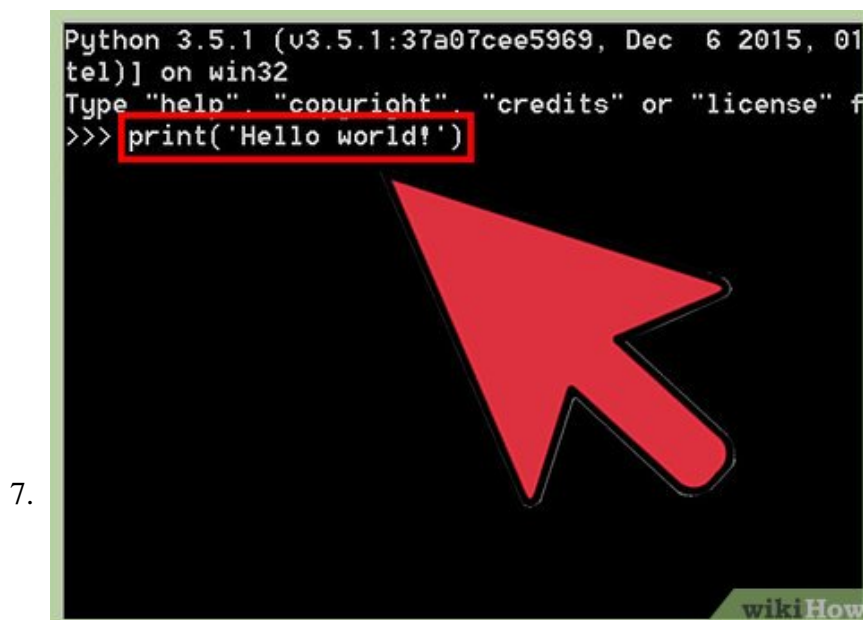 Python 3.5.1 (v3.5.1:37a07cee5969, Dec  6 2015, 01
tel)] on win32
Type "help", "copyright", "credits" or "license" f
>>> print('Hello world!')
7.
wikiHow